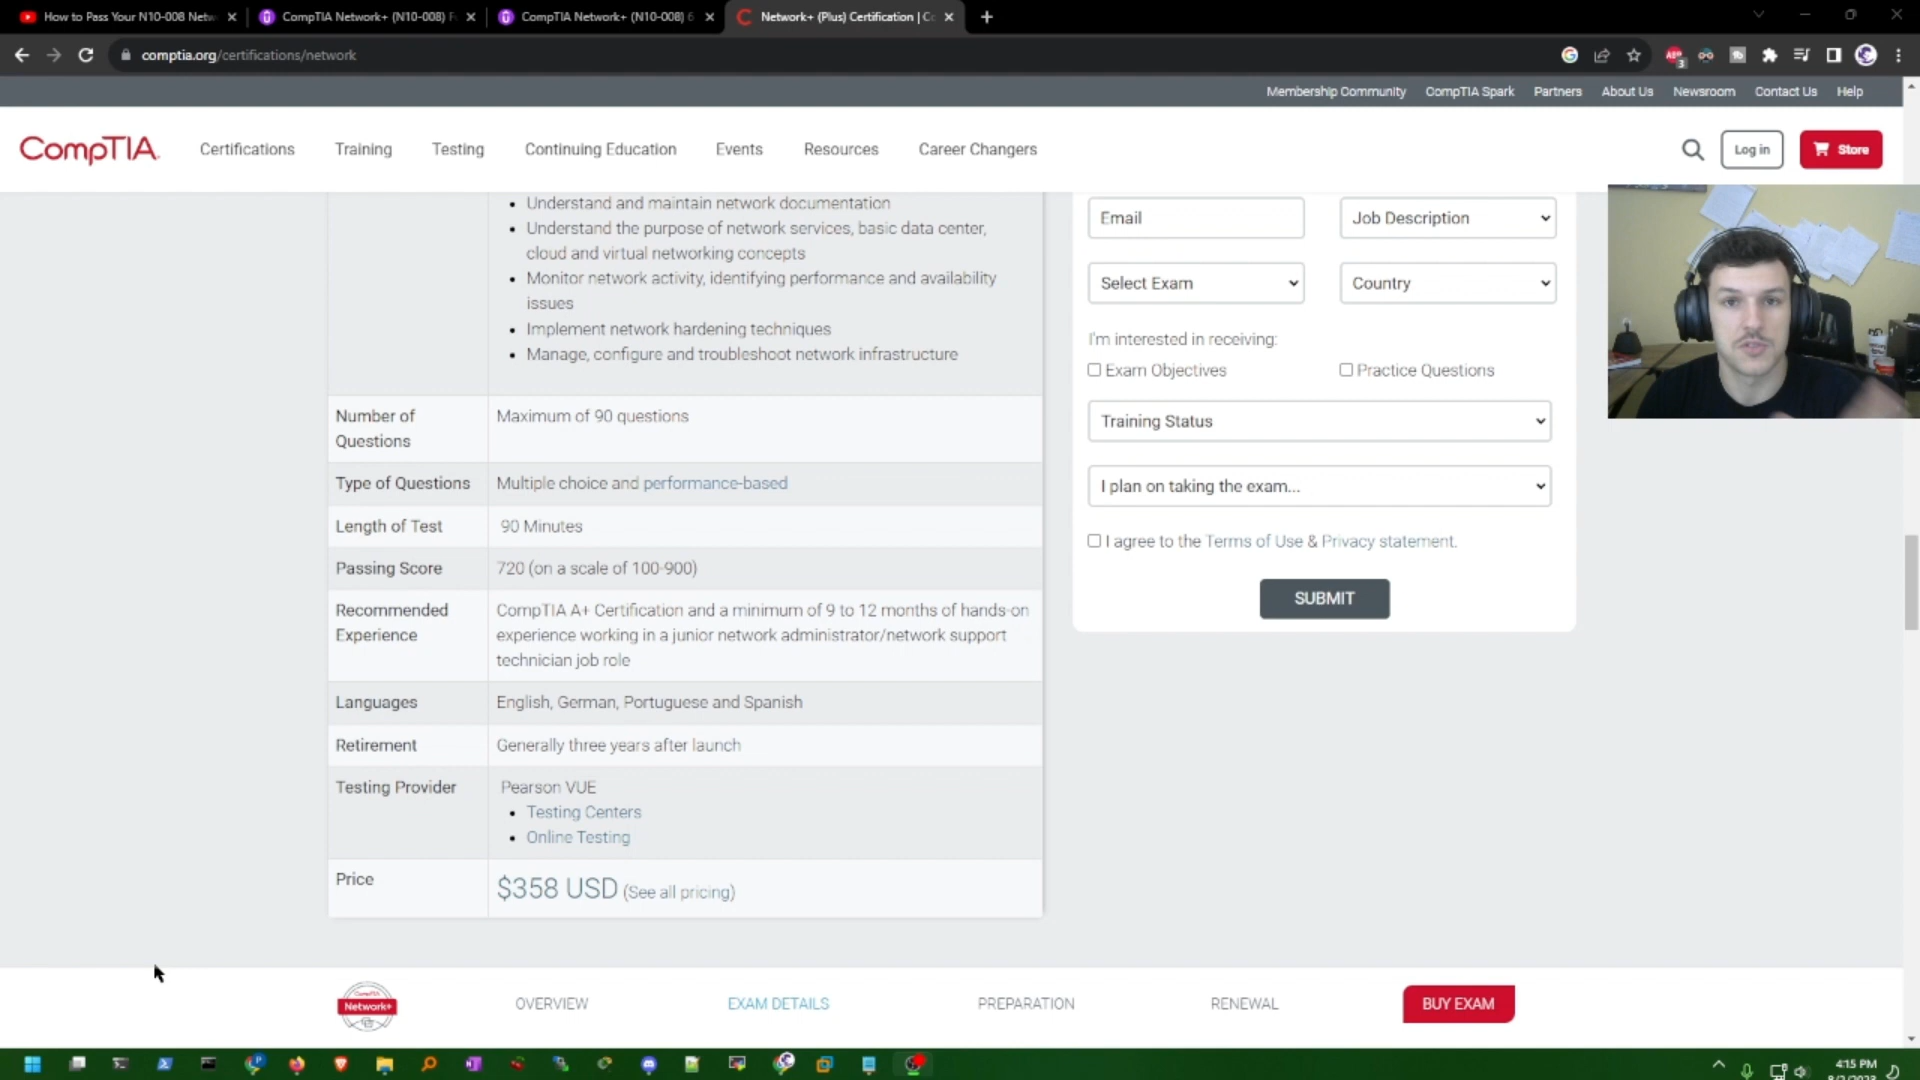 How to Pass Your N10-008 Netw
CompTIA Network+ (N10-008) F
CompTIA Network+ (N10-008) 6
Network+ (Plus) Certification | Co
comptia.org/certifications/network
ABP
3
Membership Community
CompTIA Spark
Partners
About Us
Newsroom
Contact Us
Help
CompTIA.
Certifications
Training
Testing
Continuing Education
Events
Resources
Career Changers
Log in
Store
• Understand and maintain network documentation
• Understand the purpose of network services, basic data center,
cloud and virtual networking concepts
• Monitor network activity, identifying performance and availability
issues
• Implement network hardening techniques
• Manage, configure and troubleshoot network infrastructure
Number of
Questions
Maximum of 90 questions
Type of Questions
Multiple choice and performance-based
Length of Test
90 Minutes
Passing Score
720 (on a scale of 100-900)
Recommended
Experience
CompTIA A+ Certification and a minimum of 9 to 12 months of hands-on
experience working in a junior network administrator/network support
technician job role
Languages
English, German, Portuguese and Spanish
Retirement
Generally three years after launch
Testing Provider
Pearson VUE
• Testing Centers
• Online Testing
Price
$358 USD (See all pricing)
Email
Job Description
Select Exam
Country
I'm interested in receiving:
Exam Objectives
Practice Questions
Training Status
I plan on taking the exam...
I agree to the Terms of Use & Privacy statement.
SUBMIT
CompTIA
Network+
OVERVIEW
EXAM DETAILS
PREPARATION
RENEWAL
BUY EXAM
4:15 PM
8/2/2023